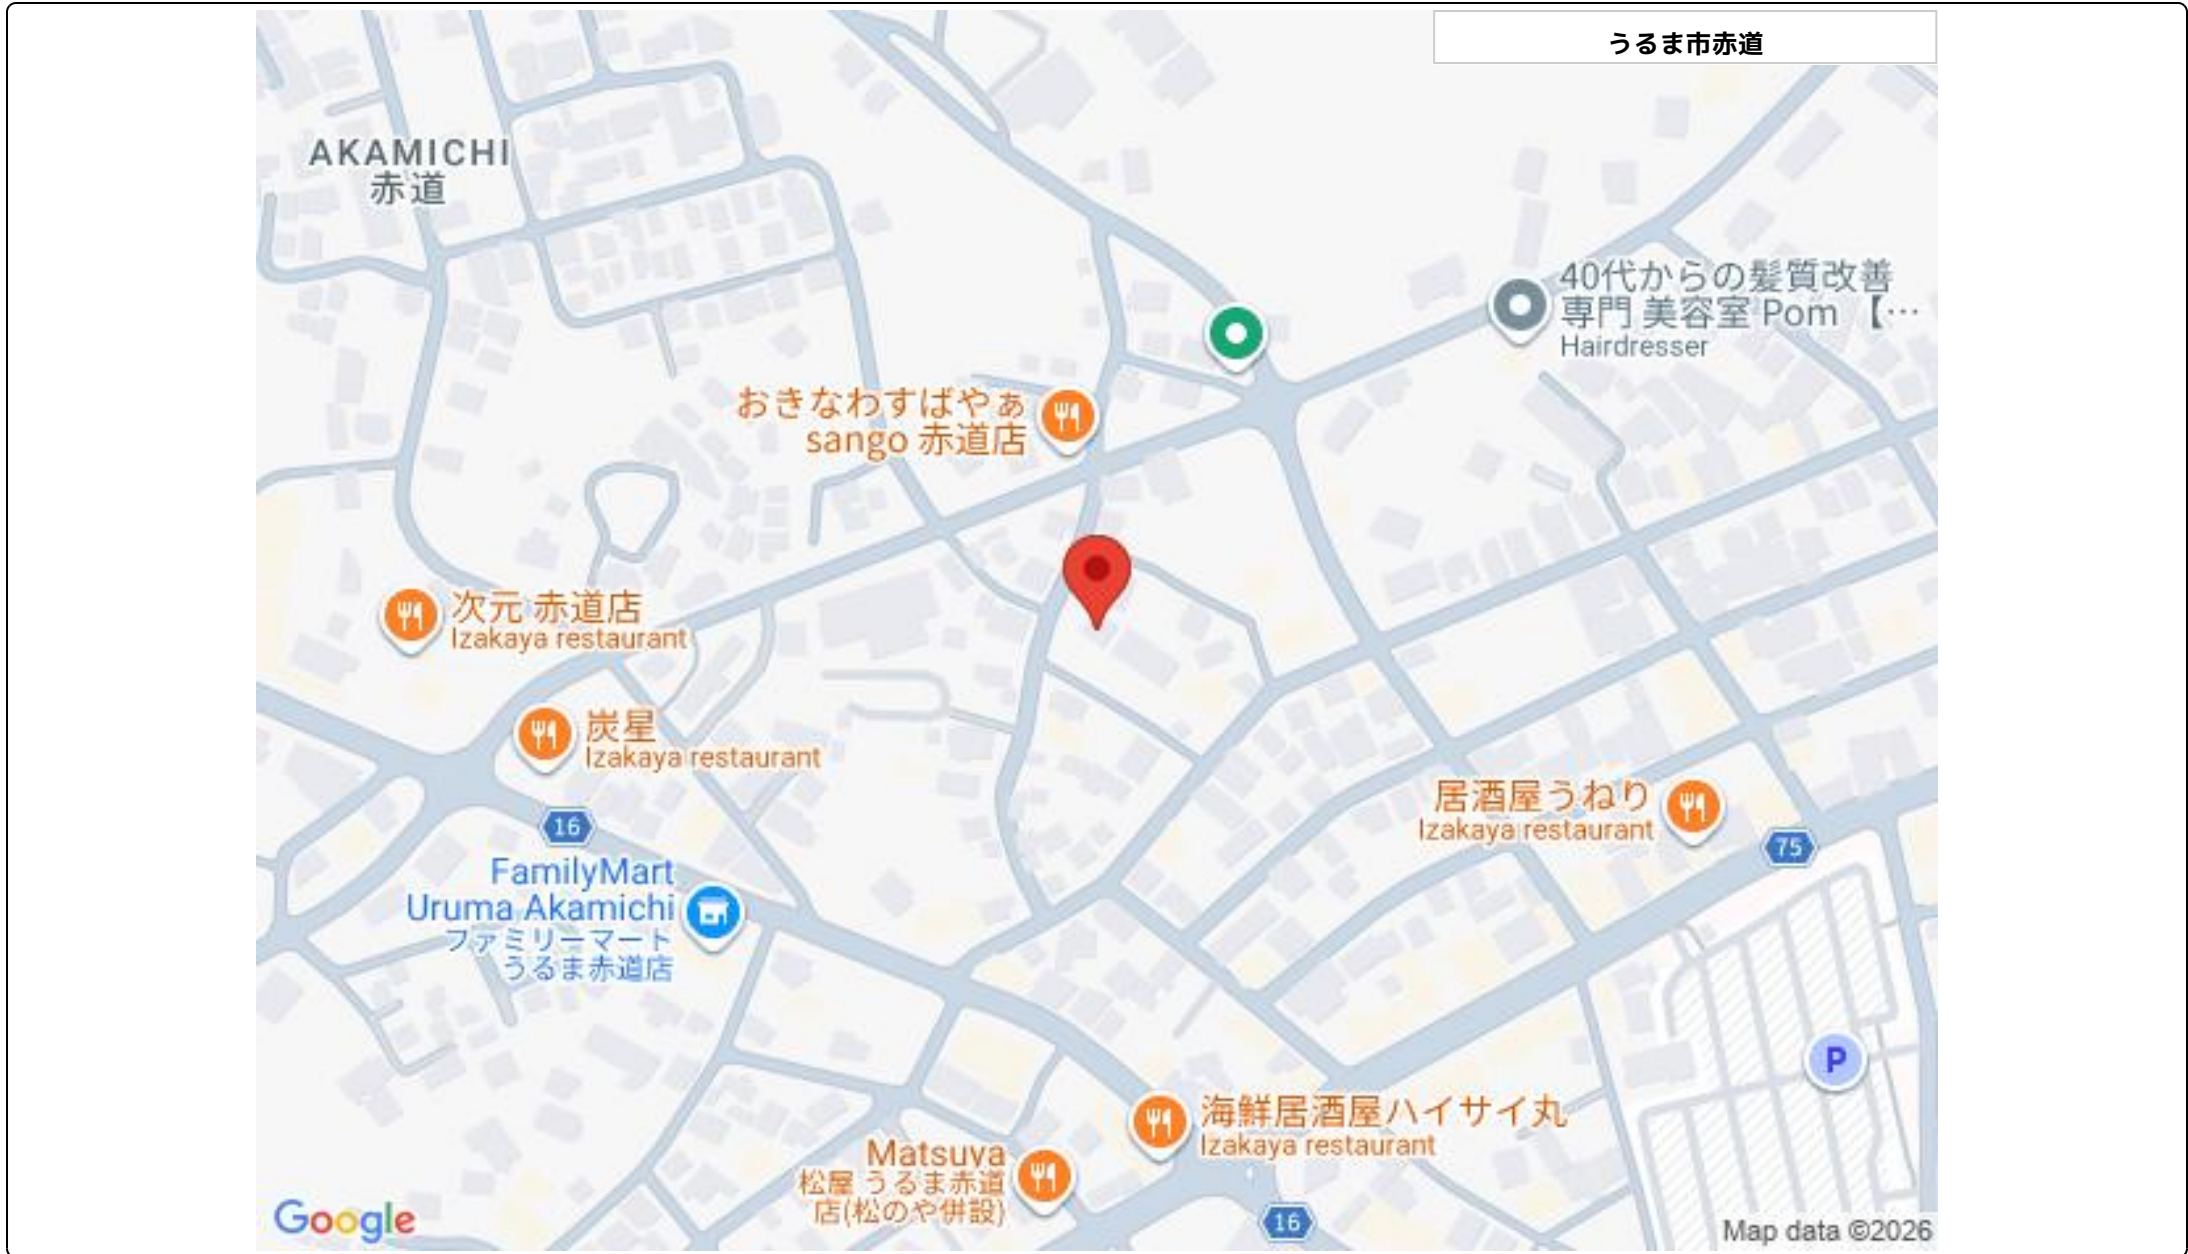 うるま市赤道
AKAMICHI
赤道
40代からの髪質改善
専門 美容室 Pom 【…
Hairdresser
おきなわすばやぁ
sango 赤道店
次元 赤道店
Izakaya restaurant
炭星
Izakaya restaurant
16
居酒屋うねり
Izakaya restaurant
75
FamilyMart
Uruma Akamichi
ファミリーマート
うるま赤道店
P
海鮮居酒屋ハイサイ丸
Izakaya restaurant
Matsuya
松屋 うるま赤道
店(松のや併設)
16
Google
Map data ©2026